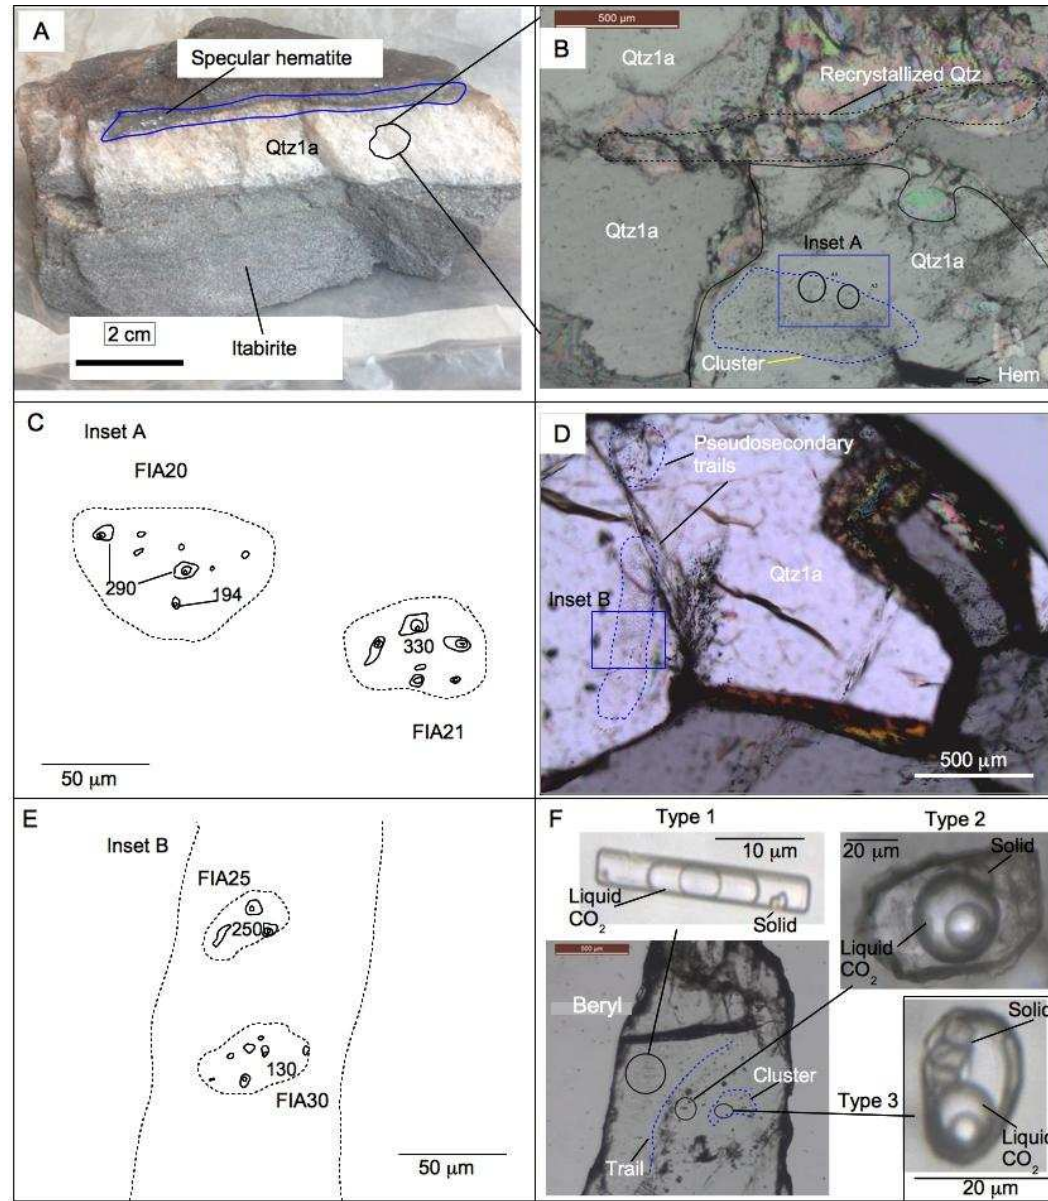 A
Specular hematite
Qtz1a
2 cm
Itabirite
500 µm
B
Qtz1a
Recrystallized Qtz
Qtz1a
Inset A
Qtz1a
Cluster
Hem
C
Inset A
FIA20
290
194
330
FIA21
50 µm
D
Pseudosecondary
trails
Qtz1a
Inset B
500 µm
E
Inset B
FIA25
250
130
FIA30
50 µm
F
Type 1
10 µm
Liquid
CO₂
Solid
Type 2
20 µm
Solid
Liquid
CO₂
Beryl
Cluster
Trail
Type 3
Solid
Liquid
CO₂
20 µm